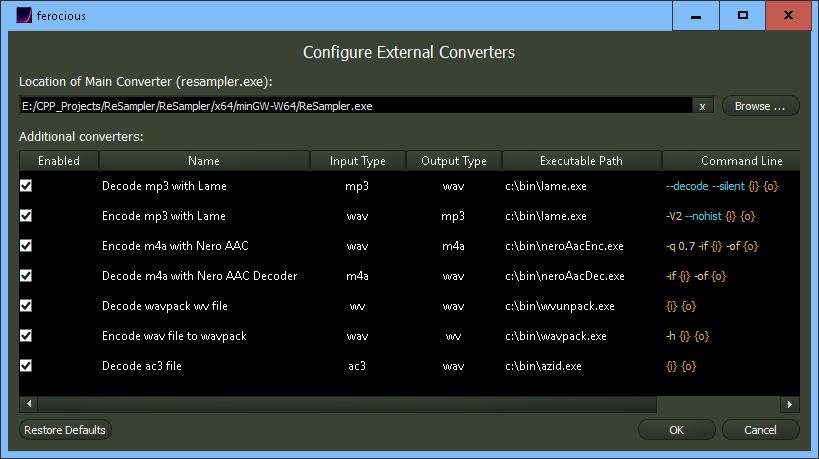 ferocious
Configure External Converters
Location of Main Converter (resampler.exe):
E:/CPP_Projects/ReSampler/ReSampler/x64/minGW-W64/ReSampler.exe x Browse ...
Additional converters:
Enabled Name Input Type Output Type Executable Path Command Line
Decode mp3 with Lame mp3 wav c:\bin\lame.exe --decode --silent {i} {o}
Encode mp3 with Lame wav mp3 c:\bin\lame.exe -V2 --nohist {i} {o}
Encode m4a with Nero AAC wav m4a c:\bin\neroAacEnc.exe -q 0.7 -if {i} -of {o}
Decode m4a with Nero AAC Decoder m4a wav c:\bin\neroAacDec.exe -if {i} -of {o}
Decode wavpack wv file wv wav c:\bin\wvunpack.exe {i} {o}
Encode wav file to wavpack wav wv c:\bin\wavpack.exe -h {i} {o}
Decode ac3 file ac3 wav c:\bin\azid.exe {i} {o}
Restore Defaults OK Cancel